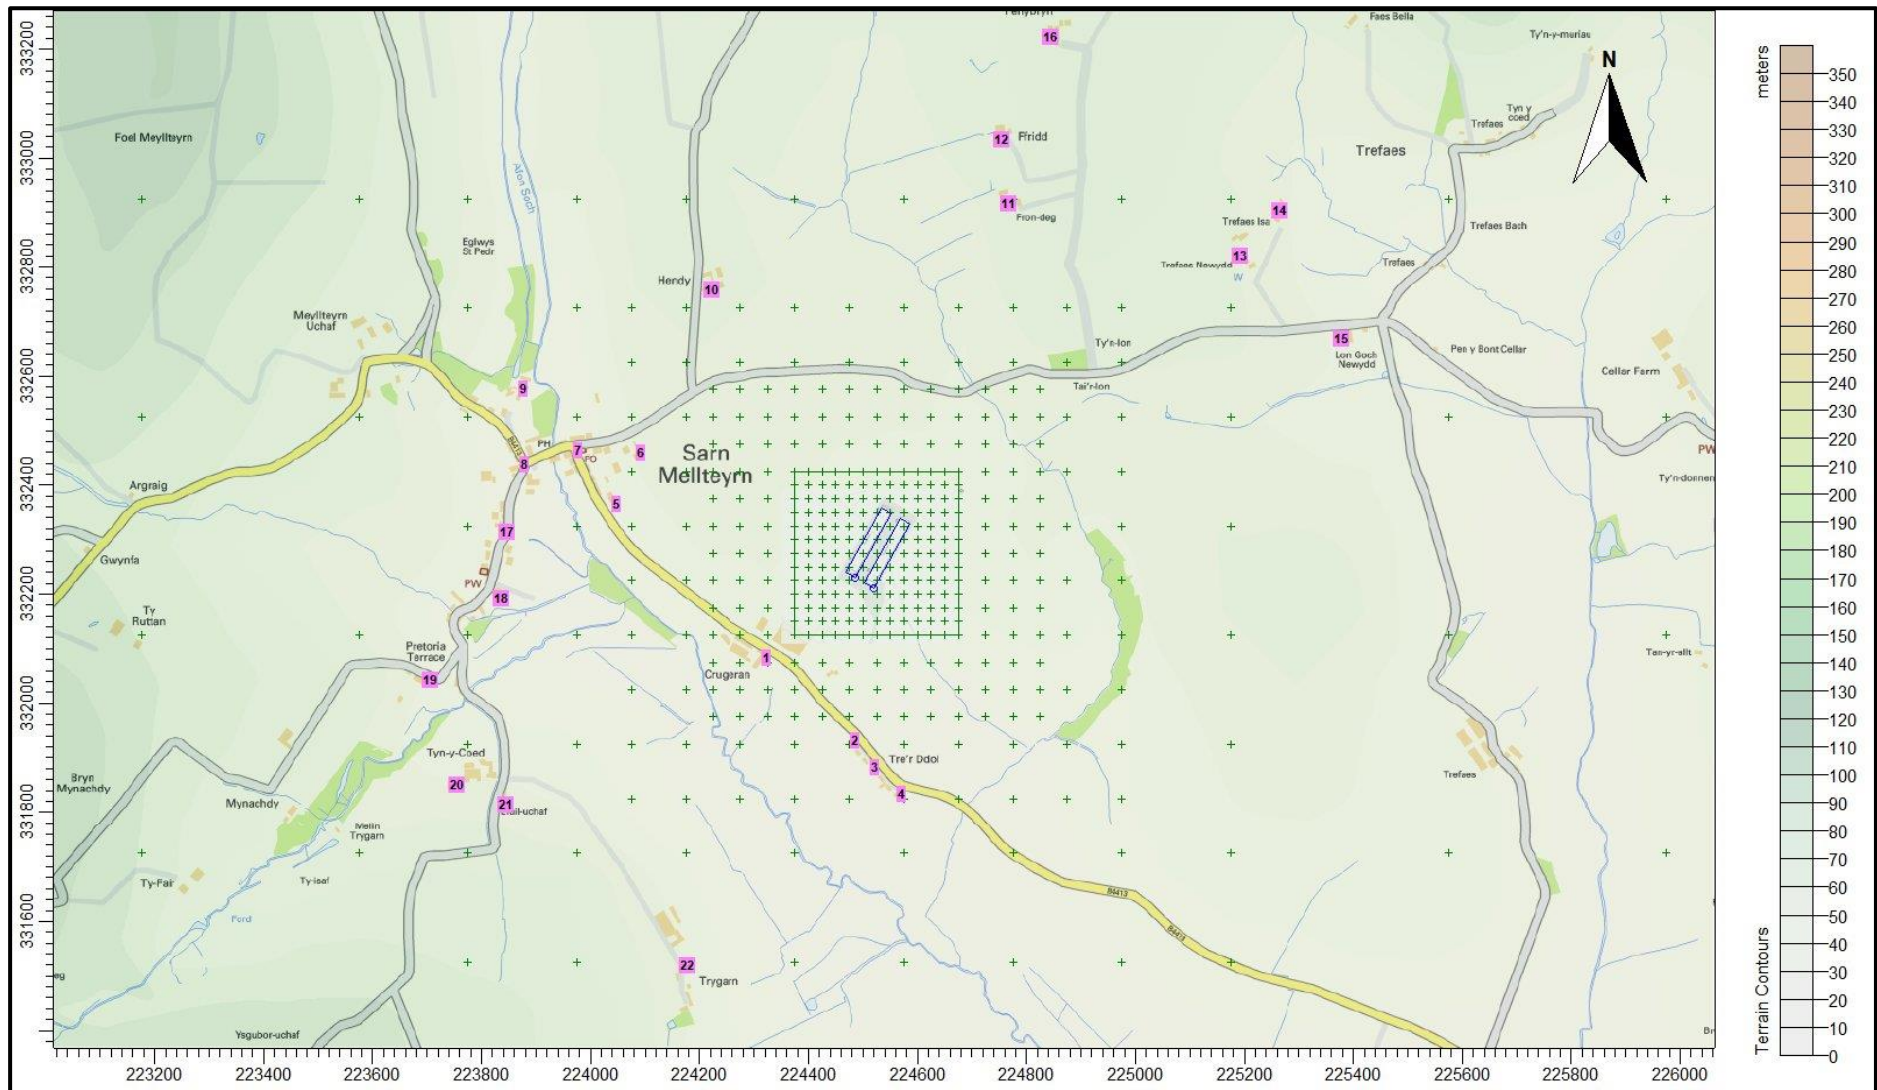 Penybryn
Faes Bella
16
Ty'n-y-muriau
N
meters
350
340
330
320
310
300
290
280
270
260
250
240
230
220
210
200
190
180
170
160
150
140
130
120
110
100
90
80
70
60
50
40
30
20
10
0
Terrain Contours
333200
333000
332800
332600
332400
332200
332000
331800
331600
Foel Meyllteyrn
Afon Soch
12
Ffridd
Tyn y
coed
Trefaes
Trefaes
11
Fron-deg
14
Trefaes Isa
Trefaes Bach
Eglwys
St Pedr
13
Trefaes Newydd
W
Trefaes
Hendy
10
Meyllteyrn
Uchaf
Ty'n-lon
15
Lon Goch
Newydd
Pen y Bont Cellar
Cellar Farm
Tai'r-lon
9
B4413
PH
7
PO
6
8
Sarn
Mellteyrn
PW
Argraig
Ty'n-donnen
5
17
Gwynfa
PW
18
Ty
Ruttan
Pretoria
Terrace
1
Crugeran
Tan-yr-allt
19
2
3
Tre'r Ddol
4
Tyn-y-Coed
20
21
Bryn
Mynachdy
Mynachdy
Melin
Trygarn
Trefaes
Ty-Fair
Ty-isaf
Ford
B4413
B4413
22
Trygarn
Ysgubor-uchaf
223200
223400
223600
223800
224000
224200
224400
224600
224800
225000
225200
225400
225600
225800
226000